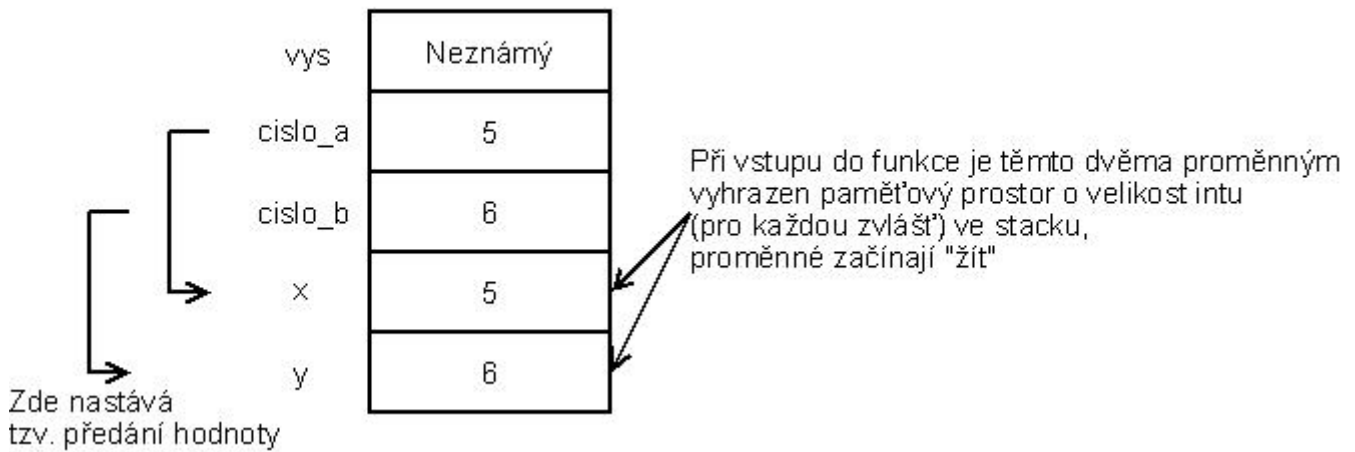 vys Neznámý
cislo_a 5
cislo_b 6
x 5
y 6
Při vstupu do funkce je těmto dvěma proměnným
vyhrazen paměťový prostor o velikost intu
(pro každou zvlášť) ve stacku,
proměnné začínají "žít"
Zde nastává
tzv. předání hodnoty